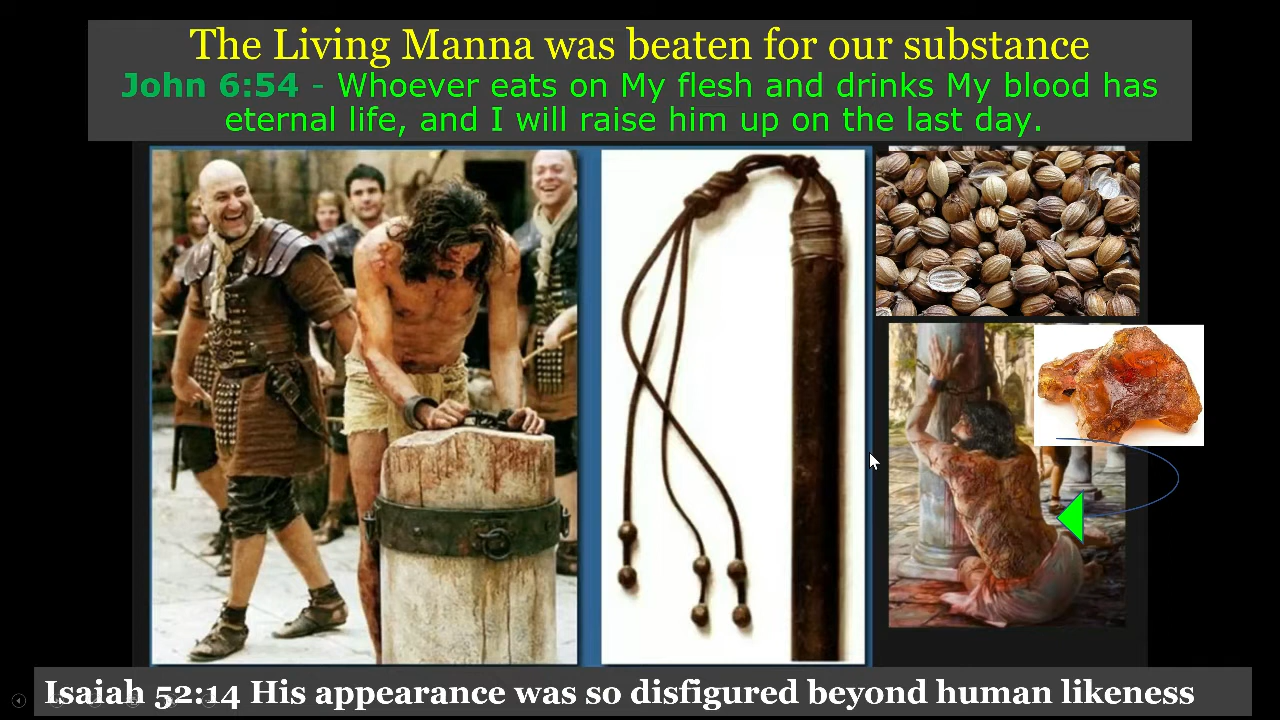 The Living Manna was beaten for our substance
John 6:54 - Whoever eats on My flesh and drinks My blood has
eternal life, and I will raise him up on the last day.
Isaiah 52:14 His appearance was so disfigured beyond human likeness